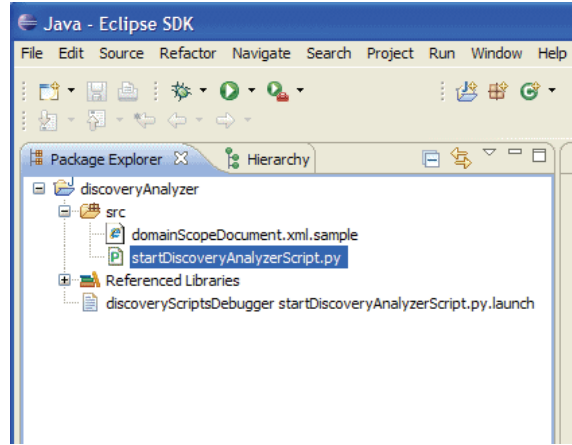 Java - Eclipse SDK
File Edit Source Refactor Navigate Search Project Run Window Help
Package Explorer Hierarchy
discoveryAnalyzer
src
domainScopeDocument.xml.sample
startDiscoveryAnalyzerScript.py
Referenced Libraries
discoveryScriptsDebugger startDiscoveryAnalyzerScript.py.launch